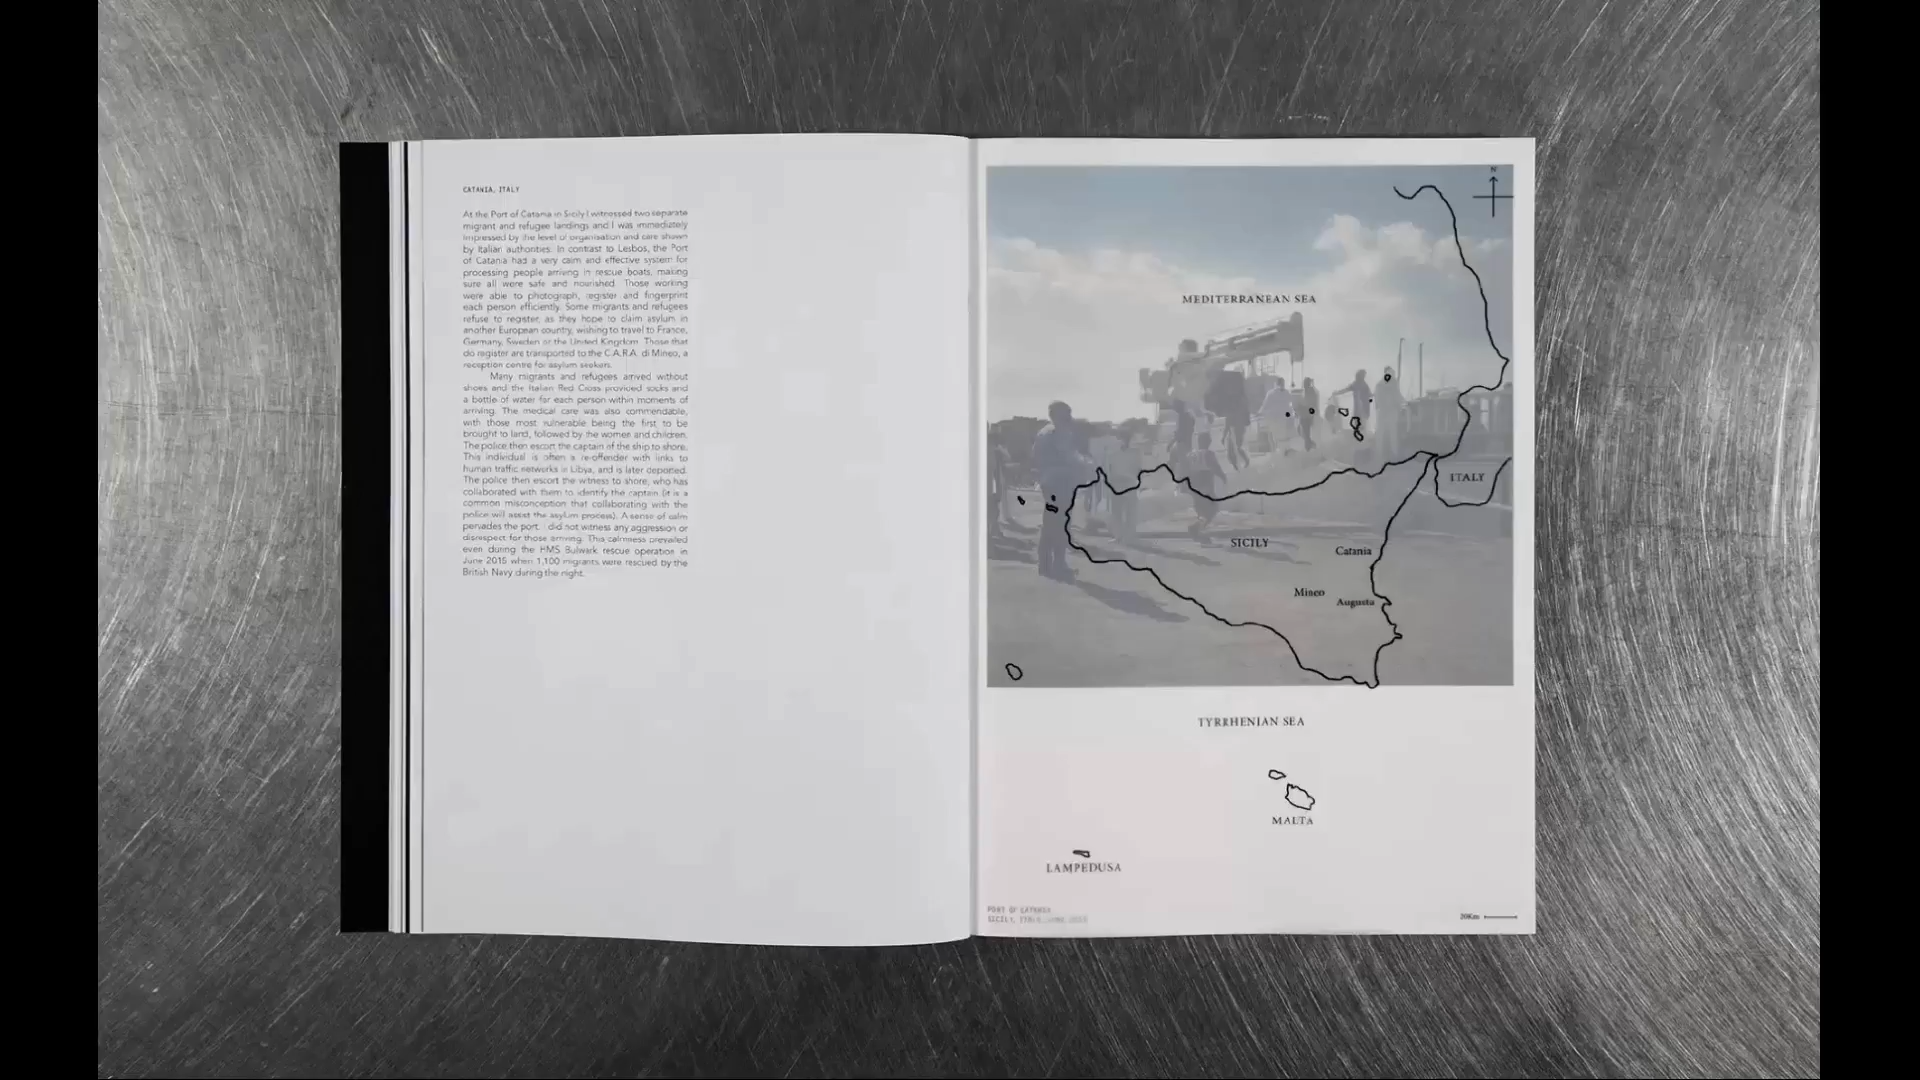 CATANIA, ITALY
At the Port of Catania in Sicily I witnessed two separate
migrant and refugee landings and I was immediately
impressed by the level of organisation and care shown
by Italian authorities. In contrast to Lesbos, the Port
of Catania had a very calm and effective system for
processing people arriving in rescue boats, making
sure all were safe and nourished. Those working
were able to photograph, register and fingerprint
each person efficiently. Some migrants and refugees
refuse to register, as they hope to claim asylum in
another European country, wishing to travel to France,
Germany, Sweden or the United Kingdom. Those that
do register are transported to the C.A.R.A. di Mineo, a
reception centre for asylum seekers.
Many migrants and refugees arrived without
shoes and the Italian Red Cross provided socks and
a bottle of water for each person within moments of
arriving. The medical care was also commendable,
with those most vulnerable being the first to be
brought to land, followed by the women and children.
The police then escort the captain of the ship to shore.
This individual is often a re-offender with links to
human traffic networks in Libya, and is later deported.
The police then escort the witness to shore, who has
collaborated with them to identify the captain (it is a
common misconception that collaborating with the
police will assist the asylum process). A sense of calm
pervades the port. I did not witness any aggression or
disrespect for those arriving. This calmness prevailed
even during the HMS Bulwark rescue operation in
June 2015 when 1,100 migrants were rescued by the
British Navy during the night.
N
MEDITERRANEAN SEA
ITALY
SICILY
Catania
Mineo
Augusta
TYRRHENIAN SEA
MALTA
LAMPEDUSA
PORT OF CATANIA
SICILY, ITALY, JUNE
20Km